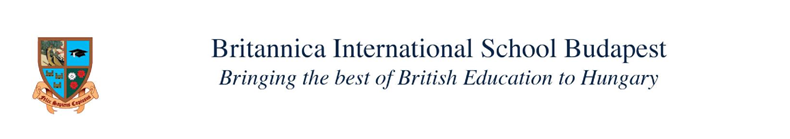 Britannica International School Budapest
Bringing the best of British Education to Hungary